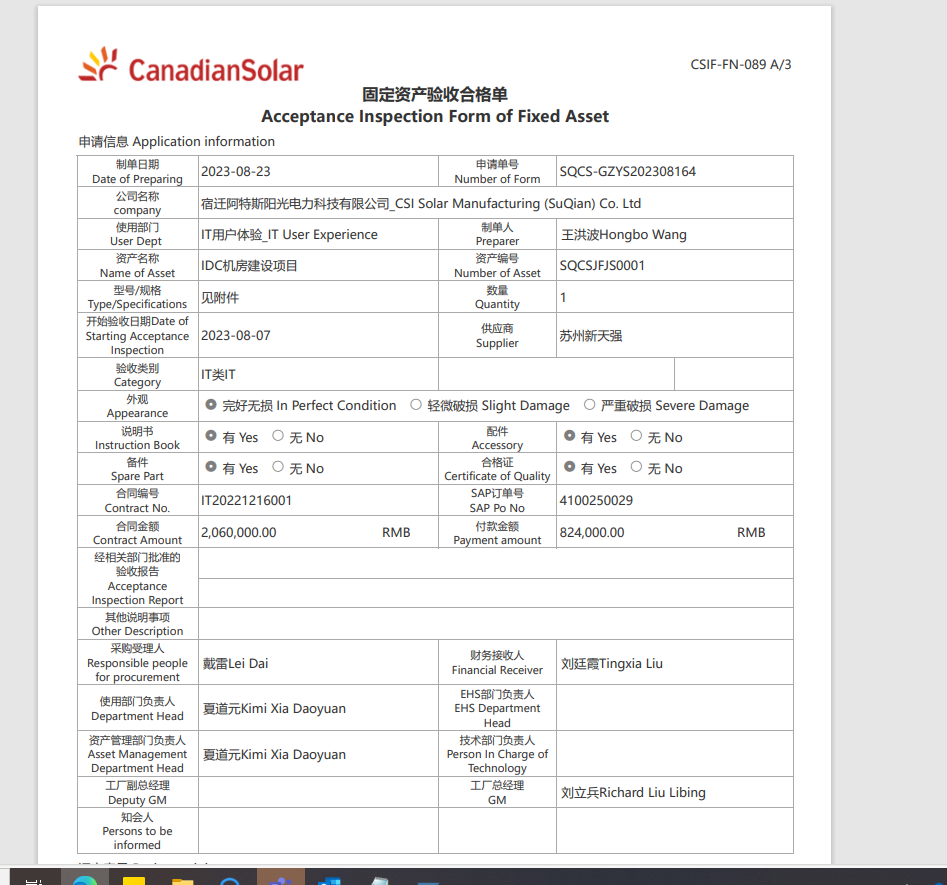 CanadianSolar
CSIF-FN-089 A/3
固定资产验收合格单
Acceptance Inspection Form of Fixed Asset
申请信息 Application information
制单日期
Date of Preparing
2023-08-23
申请单号
Number of Form
SQCS-GZYS202308164
公司名称
company
宿迁阿特斯阳光电力科技有限公司_CSI Solar Manufacturing (SuQian) Co. Ltd
使用部门
User Dept
IT用户体验_IT User Experience
制单人
Preparer
王洪波Hongbo Wang
资产名称
Name of Asset
IDC机房建设项目
资产编号
Number of Asset
SQCSJFJS0001
型号/规格
Type/Specifications
见附件
数量
Quantity
1
开始验收日期Date of
Starting Acceptance
Inspection
2023-08-07
供应商
Supplier
苏州新天强
验收类别
Category
IT类IT
外观
Appearance
完好无损 In Perfect Condition 轻微破损 Slight Damage 严重破损 Severe Damage
说明书
Instruction Book
有 Yes 无 No
配件
Accessory
有 Yes 无 No
备件
Spare Part
有 Yes 无 No
合格证
Certificate of Quality
有 Yes 无 No
合同编号
Contract No.
IT20221216001
SAP订单号
SAP Po No
4100250029
合同金额
Contract Amount
2,060,000.00 RMB
付款金额
Payment amount
824,000.00 RMB
经相关部门批准的
验收报告
Acceptance
Inspection Report
其他说明事项
Other Description
采购受理人
Responsible people
for procurement
戴雷Lei Dai
财务接收人
Financial Receiver
刘廷霞Tingxia Liu
使用部门负责人
Department Head
夏道元Kimi Xia Daoyuan
EHS部门负责人
EHS Department
Head
资产管理部门负责人
Asset Management
Department Head
夏道元Kimi Xia Daoyuan
技术部门负责人
Person In Charge of
Technology
工厂副总经理
Deputy GM
工厂总经理
GM
刘立兵Richard Liu Libing
知会人
Persons to be
informed